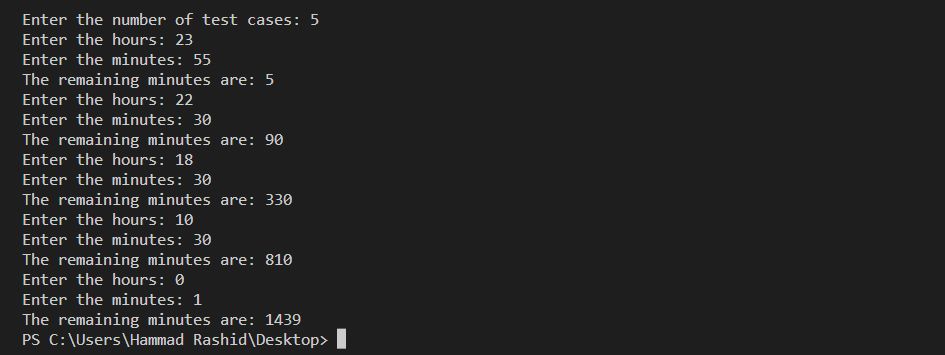 Enter the number of test cases: 5
Enter the hours: 23
Enter the minutes: 55
The remaining minutes are: 5
Enter the hours: 22
Enter the minutes: 30
The remaining minutes are: 90
Enter the hours: 18
Enter the minutes: 30
The remaining minutes are: 330
Enter the hours: 10
Enter the minutes: 30
The remaining minutes are: 810
Enter the hours: 0
Enter the minutes: 1
The remaining minutes are: 1439
PS C:\Users\Hammad Rashid\Desktop>